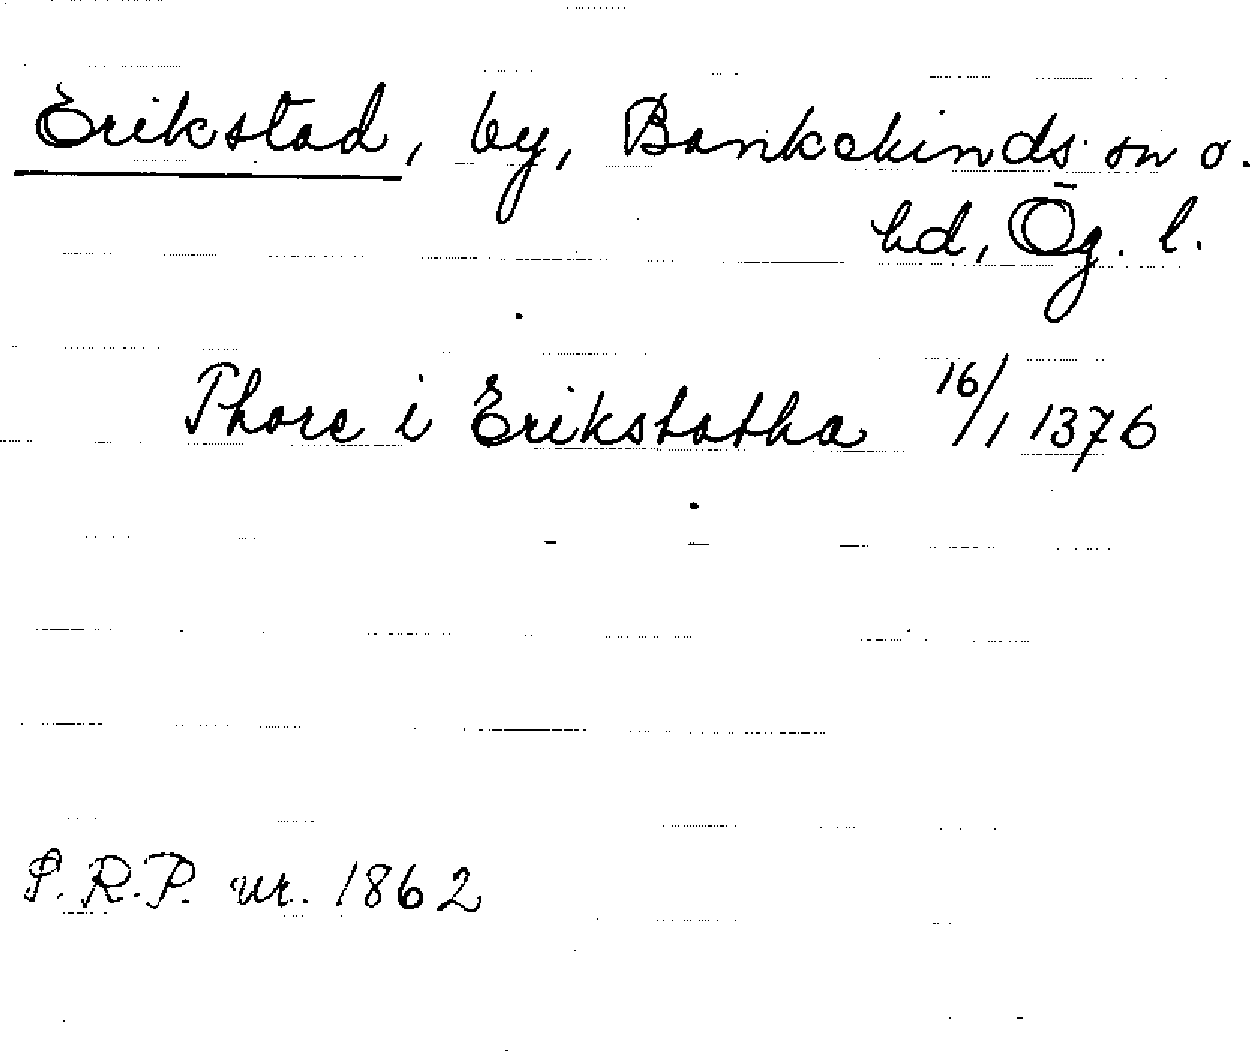 Erikstad, by, Bankekinds sn o.
hd, Ög. l.
Thore i Erikstatha 16/1 1376
S.R.P. nr. 1862